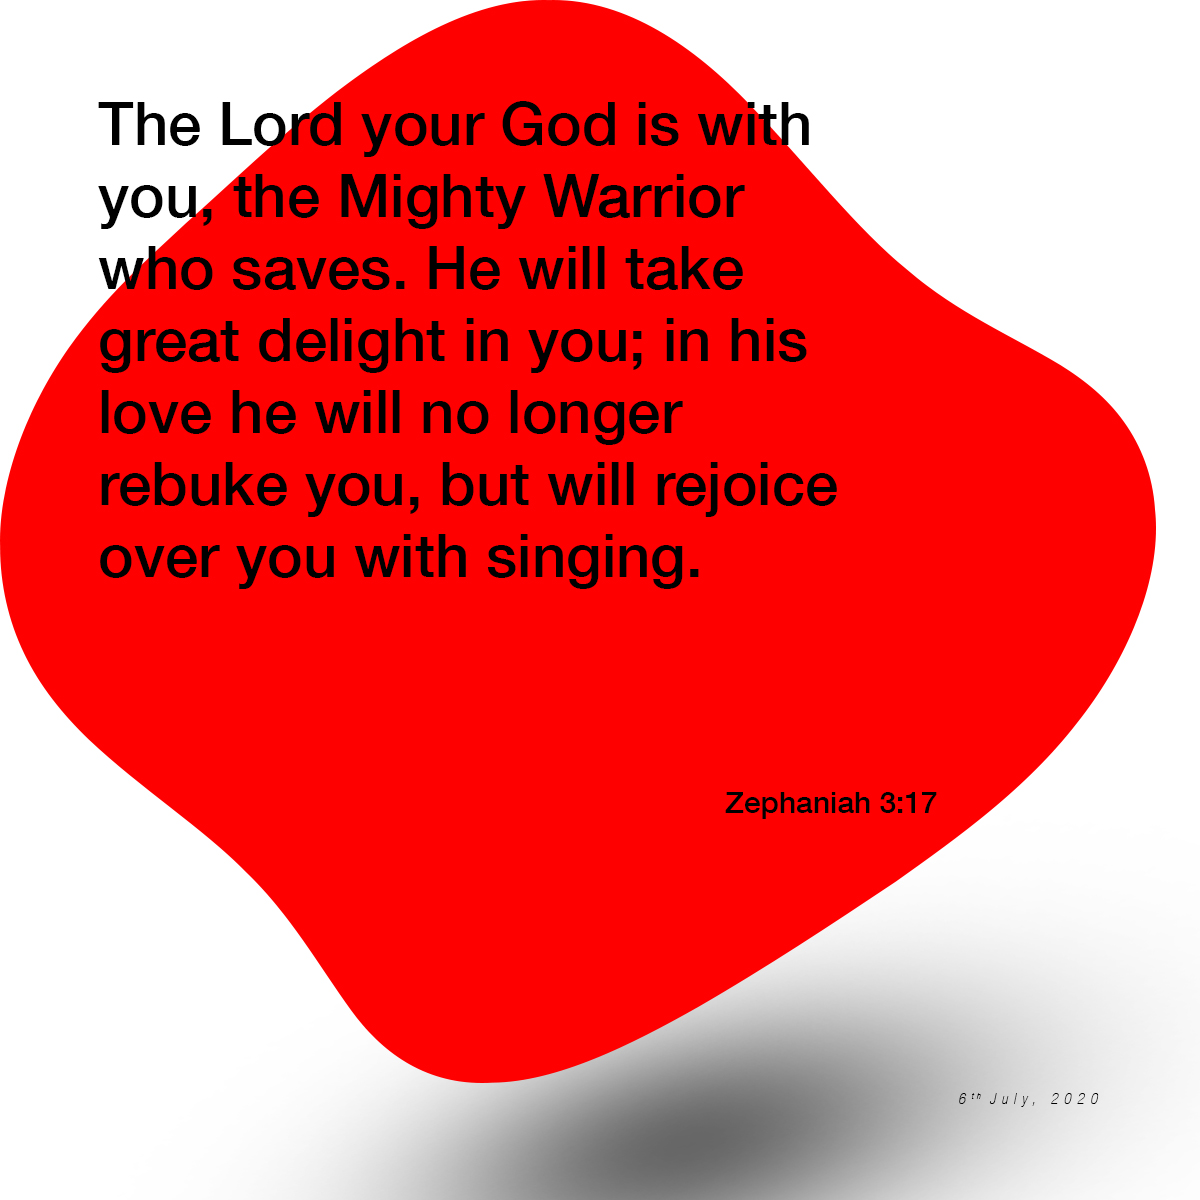 The Lord your God is with
you, the Mighty Warrior
who saves. He will take
great delight in you; in his
love he will no longer
rebuke you, but will rejoice
over you with singing.
Zephaniah 3:17
6th July, 2020